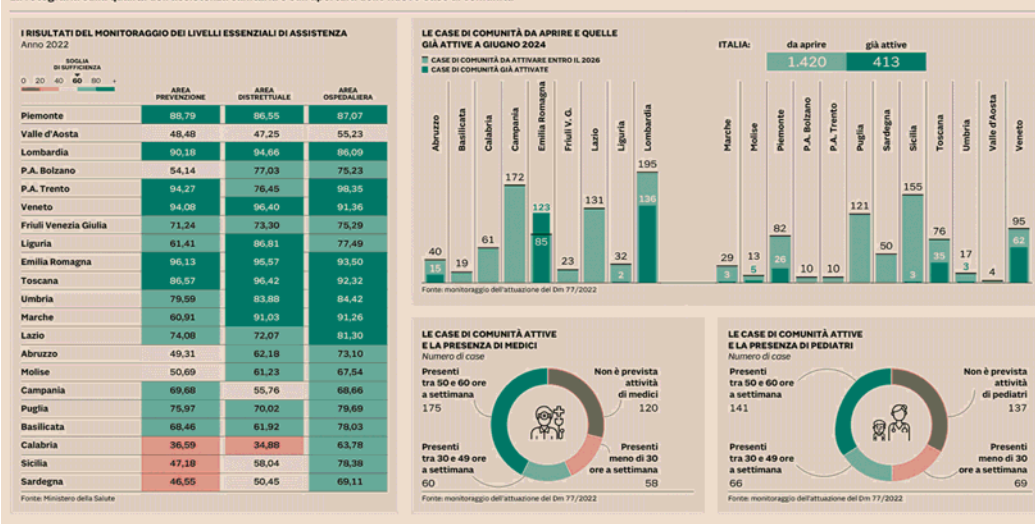 I RISULTATI DEL MONITORAGGIO DEI LIVELLI ESSENZIALI DI ASSISTENZA
Anno 2022
SOGLIA
DI SUFFICIENZA
0 20 40 60 80 +
AREA PREVENZIONE AREA DISTRETTUALE AREA OSPEDALIERA
Piemonte 88,79 86,55 87,07
Valle d'Aosta 48,48 47,25 55,23
Lombardia 90,18 94,66 86,09
P.A. Bolzano 54,14 77,03 75,23
P.A. Trento 94,27 76,45 98,35
Veneto 94,08 96,40 91,36
Friuli Venezia Giulia 71,24 73,30 75,29
Liguria 61,41 86,81 77,49
Emilia Romagna 96,13 95,57 93,50
Toscana 86,57 96,42 92,32
Umbria 79,59 83,88 84,42
Marche 60,91 91,03 91,26
Lazio 74,08 72,07 81,30
Abruzzo 49,31 62,18 73,10
Molise 50,69 61,23 67,54
Campania 69,68 55,76 68,66
Puglia 75,97 70,02 79,69
Basilicata 68,46 61,92 78,03
Calabria 36,59 34,88 63,78
Sicilia 47,18 58,04 78,38
Sardegna 46,55 50,45 69,11
Fonte: Ministero della Salute
LE CASE DI COMUNITÀ DA APRIRE E QUELLE
GIÀ ATTIVE A GIUGNO 2024
CASE DI COMUNITÀ DA ATTIVARE ENTRO IL 2026
CASE DI COMUNITÀ GIÀ ATTIVATE
ITALIA: da aprire già attive
1.420 413
Abruzzo 40 15
Basilicata 19
Calabria 61
Campania 172
Emilia Romagna 123 85
Friuli V. G. 23
Lazio 131
Liguria 32 2
Lombardia 195 136
Marche 29 3
Molise 13 5
Piemonte 82 26
P.A. Bolzano 10
P.A. Trento 10
Puglia 121
Sardegna 50
Sicilia 155 3
Toscana 76 35
Umbria 17 3
Valle d'Aosta 4
Veneto 95 62
Fonte: monitoraggio dell'attuazione del Dm 77/2022
LE CASE DI COMUNITÀ ATTIVE
E LA PRESENZA DI MEDICI
Numero di case
Presenti
tra 50 e 60 ore
a settimana
175
Non è prevista
attività
di medici
120
Presenti
tra 30 e 49 ore
a settimana
60
Presenti
meno di 30
ore a settimana
58
Fonte: monitoraggio dell'attuazione del Dm 77/2022
LE CASE DI COMUNITÀ ATTIVE
E LA PRESENZA DI PEDIATRI
Numero di case
Presenti
tra 50 e 60 ore
a settimana
141
Non è prevista
attività
di pediatri
137
Presenti
tra 30 e 49 ore
a settimana
66
Presenti
meno di 30
ore a settimana
69
Fonte: monitoraggio dell'attuazione del Dm 77/2022